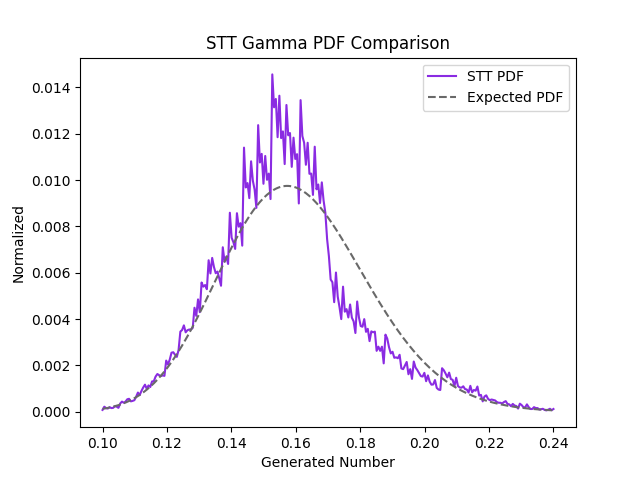 STT Gamma PDF Comparison
STT PDF
Expected PDF
Normalized
0.014
0.012
0.010
0.008
0.006
0.004
0.002
0.000
0.10 0.12 0.14 0.16 0.18 0.20 0.22 0.24
Generated Number